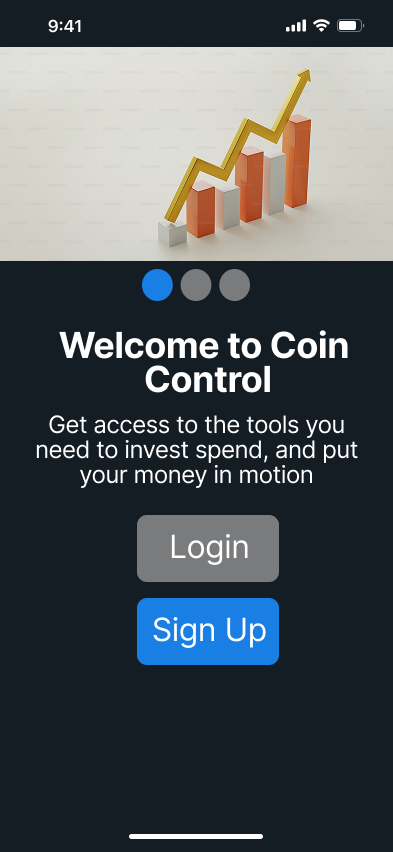 9:41
Welcome to Coin
Control
Get access to the tools you
need to invest spend, and put
your money in motion
Login
Sign Up